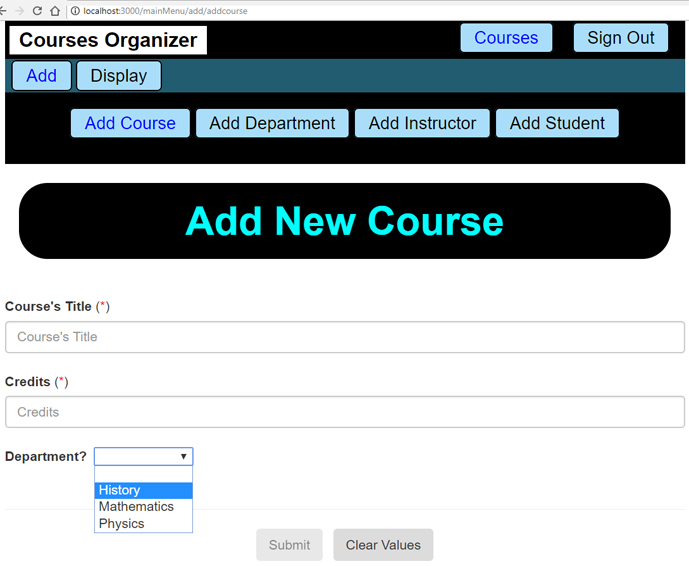 localhost:3000/mainMenu/add/addcourse
Courses Organizer Courses Sign Out
Add Display
Add Course Add Department Add Instructor Add Student
Add New Course
Course's Title (*)
Course's Title
Credits (*)
Credits
Department?
History
Mathematics
Physics
Submit Clear Values